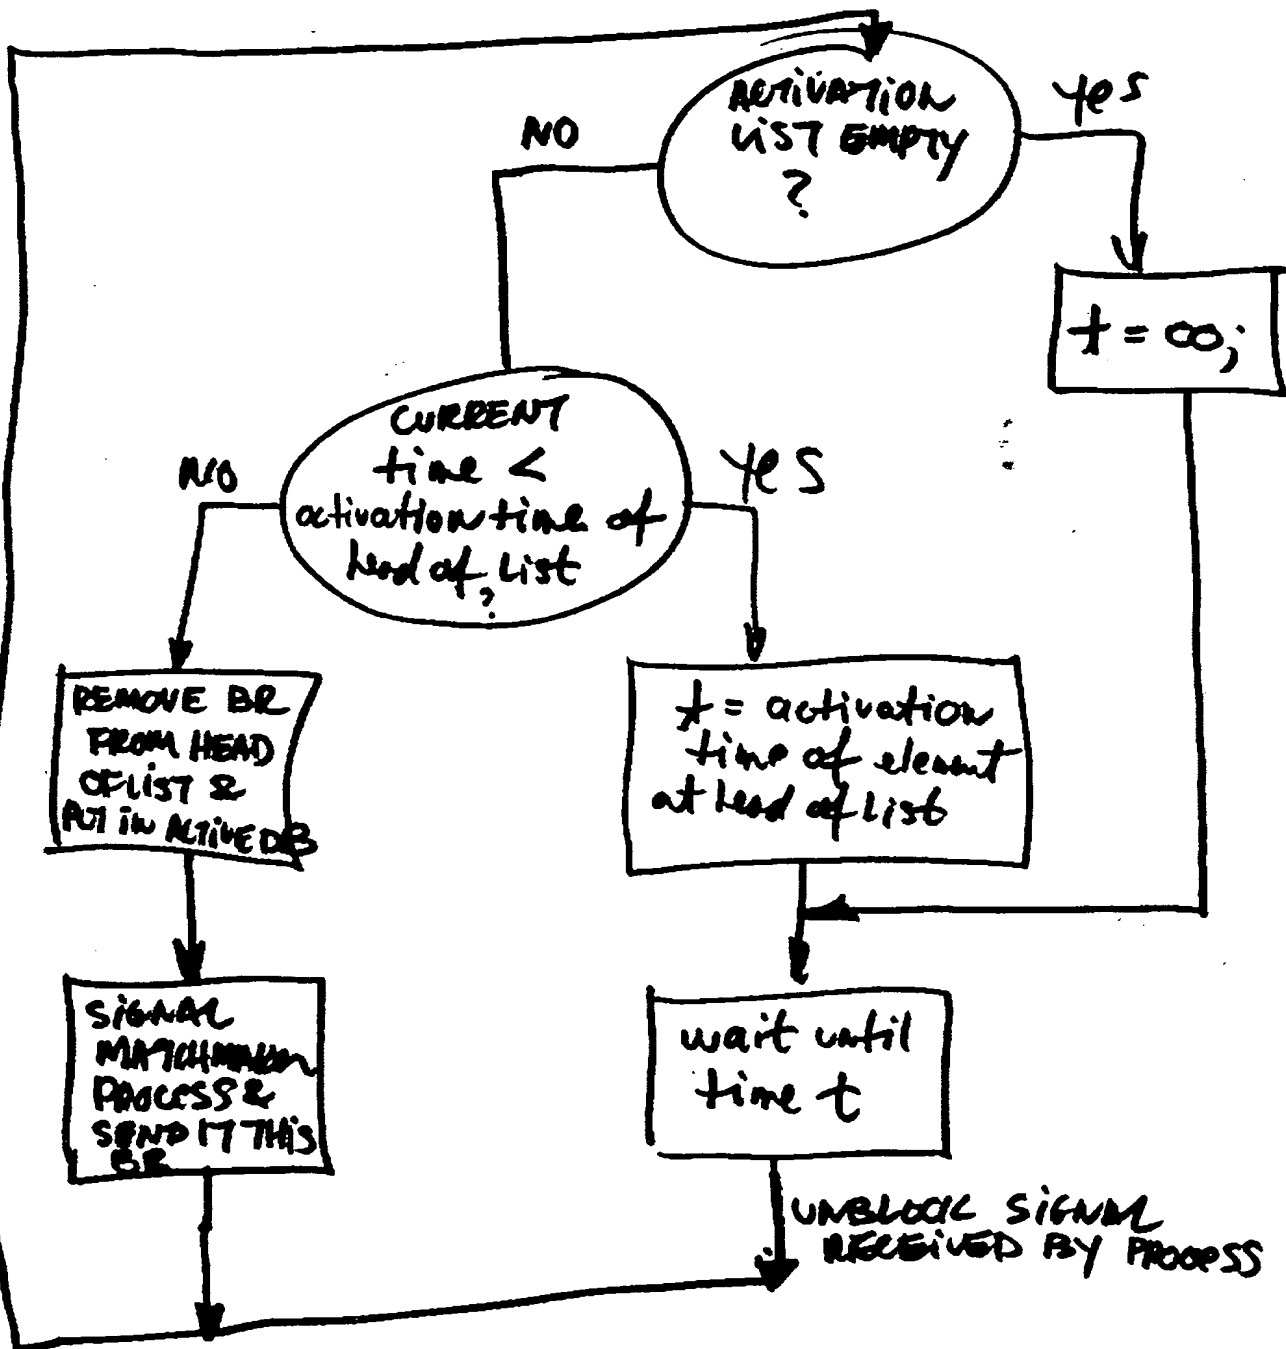 ACTIVATION
LIST EMPTY
?
NO
yes
t = ∞;
CURRENT
time <
activation time of
head of list
?
NO
yes
REMOVE BR
FROM HEAD
OF LIST &
PUT IN ACTIVE DB
t = activation
time of element
at head of list
SIGNAL
MATCHMAKER
PROCESS &
SEND IT THIS
BR
wait until
time t
UNBLOCK SIGNAL
RECEIVED BY PROCESS